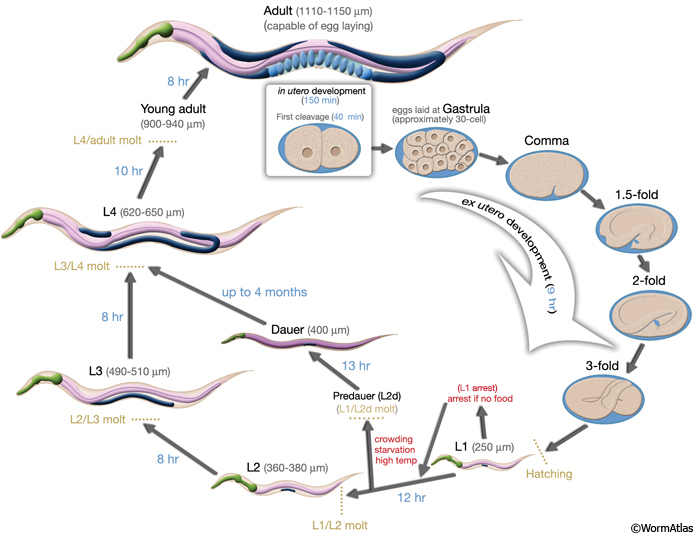 Adult (1110-1150 µm)
(capable of egg laying)
8 hr
in utero development
(150 min)
First cleavage (40 min)
eggs laid at Gastrula
(approximately 30-cell)
Comma
1.5-fold
2-fold
3-fold
ex utero development (9 hr)
Hatching
L1 (250 µm)
(L1 arrest)
arrest if no food
12 hr
L1/L2 molt
crowding
starvation
high temp
Predauer (L2d)
(L1/L2d molt)
13 hr
Dauer (400 µm)
up to 4 months
L2 (360-380 µm)
8 hr
L2/L3 molt
L3 (490-510 µm)
8 hr
L3/L4 molt
L4 (620-650 µm)
10 hr
L4/adult molt
Young adult
(900-940 µm)
©WormAtlas